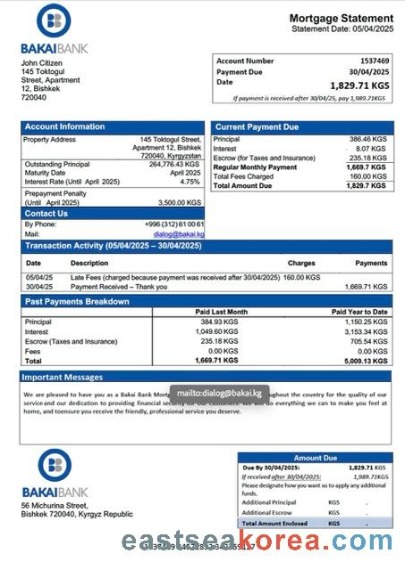 Mortgage Statement
Statement Date: 05/04/2025
BAKAIBANK
John Citizen
145 Toktogul
Street, Apartment
12, Bishkek
720040
Account Number 1537469
Payment Due 30/04/2025
Date 1,829.71 KGS
If payment is received after 30/04/25, pay 1,989.71KGS
Account Information
Property Address 145 Toktogul Street,
Apartment 12, Bishkek
720040, Kyrgyzstan
Outstanding Principal 264,776.43 KGS
Maturity Date April 2025
Interest Rate (Until April 2025) 4.75%
Prepayment Penalty
(Until April 2025) 3,500.00 KGS
Contact Us
By Phone: +996 (312) 61 00 61
Mail: dialog@bakai.kg
Current Payment Due
Principal 386.46 KGS
Interest 8.07 KGS
Escrow (for Taxes and Insurance) 235.18 KGS
Regular Monthly Payment 1,669.7 KGS
Total Fees Charged 160.00 KGS
Total Amount Due 1,829.7 KGS
Transaction Activity (05/04/2025 – 30/04/2025)
Date Description Charges Payments
05/04/25 Late Fees (charged because payment was received after 30/04/2025) 160.00 KGS
30/04/25 Payment Received – Thank you 1,669.71 KGS
Past Payments Breakdown
Paid Last Month Paid Year to Date
Principal 384.93 KGS 1,150.25 KGS
Interest 1,049.60 KGS 3,153.34 KGS
Escrow (Taxes and Insurance) 235.18 KGS 705.54 KGS
Fees 0.00 KGS 0.00 KGS
Total 1,669.71 KGS 5,009.13 KGS
Important Messages
We are pleased to have you as a Bakai Bank mailto:dialog@bakai.kg oughout the country for the quality of our
service and our dedication to providing financial do everything we can to make you feel at
home, and toensure you receive the friendly, professional service you deserve.
BAKAIBANK
56 Michurina Street,
Bishkek 720040, Kyrgyz Republic
Amount Due
Due By 30/04/2025: 1,829.71 KGS
If received after 30/04/2025: 1,989.71KGS
Please designate how you want us to apply any additional
funds.
Additional Principal KGS .
Additional Escrow KGS .
Total Amount Enclosed KGS .
eastseakorea.com